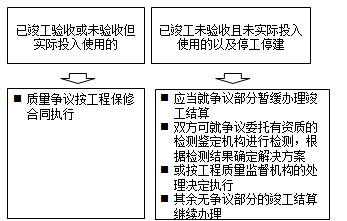 已竣工验收或未验收但
实际投入使用的
已竣工未验收且未实际投入
使用的以及停工停建
■ 质量争议按工程保修
合同执行
■ 应当就争议部分暂缓办理竣
工结算
■ 双方可就争议委托有资质的
检测鉴定机构进行检测，根
据检测结果确定解决方案
■ 或按工程质量监督机构的处
理决定执行
■ 其余无争议部分的竣工结算
继续办理